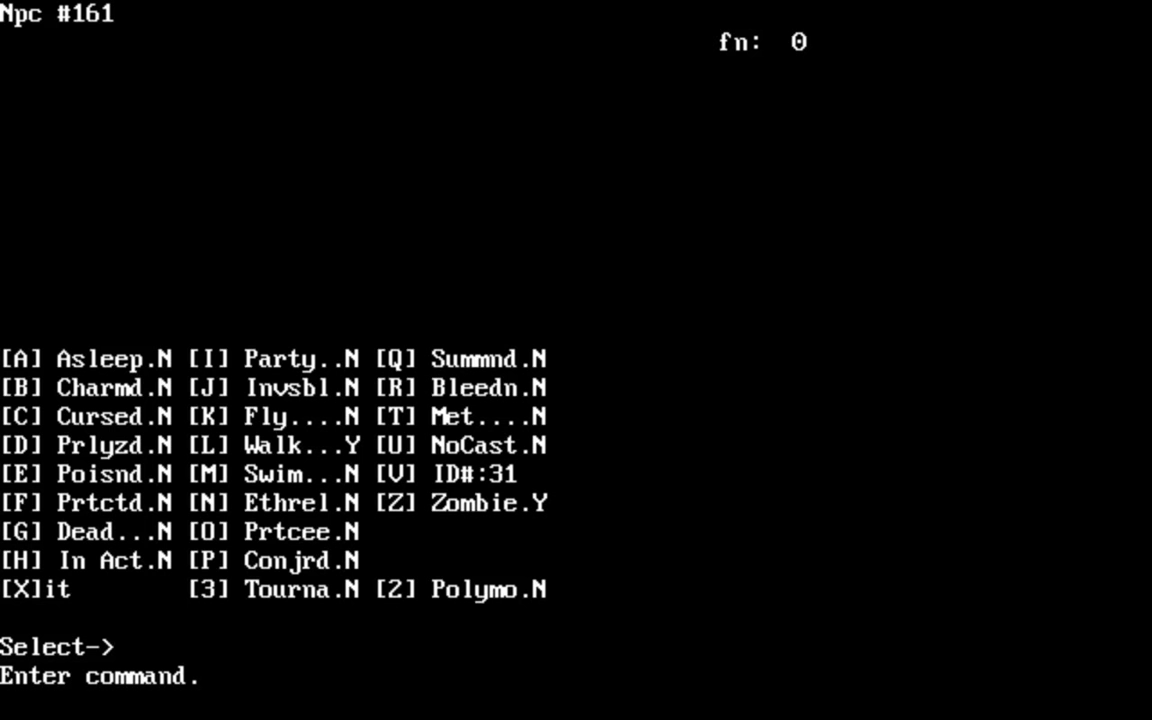 Npc #161
fn:  0
[A] Asleep.N [I] Party..N [Q] Summnd.N
[B] Charmd.N [J] Invsbl.N [R] Bleedn.N
[C] Cursed.N [K] Fly....N [T] Met....N
[D] Prlyzd.N [L] Walk...Y [U] NoCast.N
[E] Poisnd.N [M] Swim...N [V] ID#:31
[F] Prtctd.N [N] Ethrel.N [Z] Zombie.Y
[G] Dead...N [O] Prtcee.N
[H] In Act.N [P] Conjrd.N
[X]it        [3] Tourna.N [2] Polymo.N
Select->
Enter command.